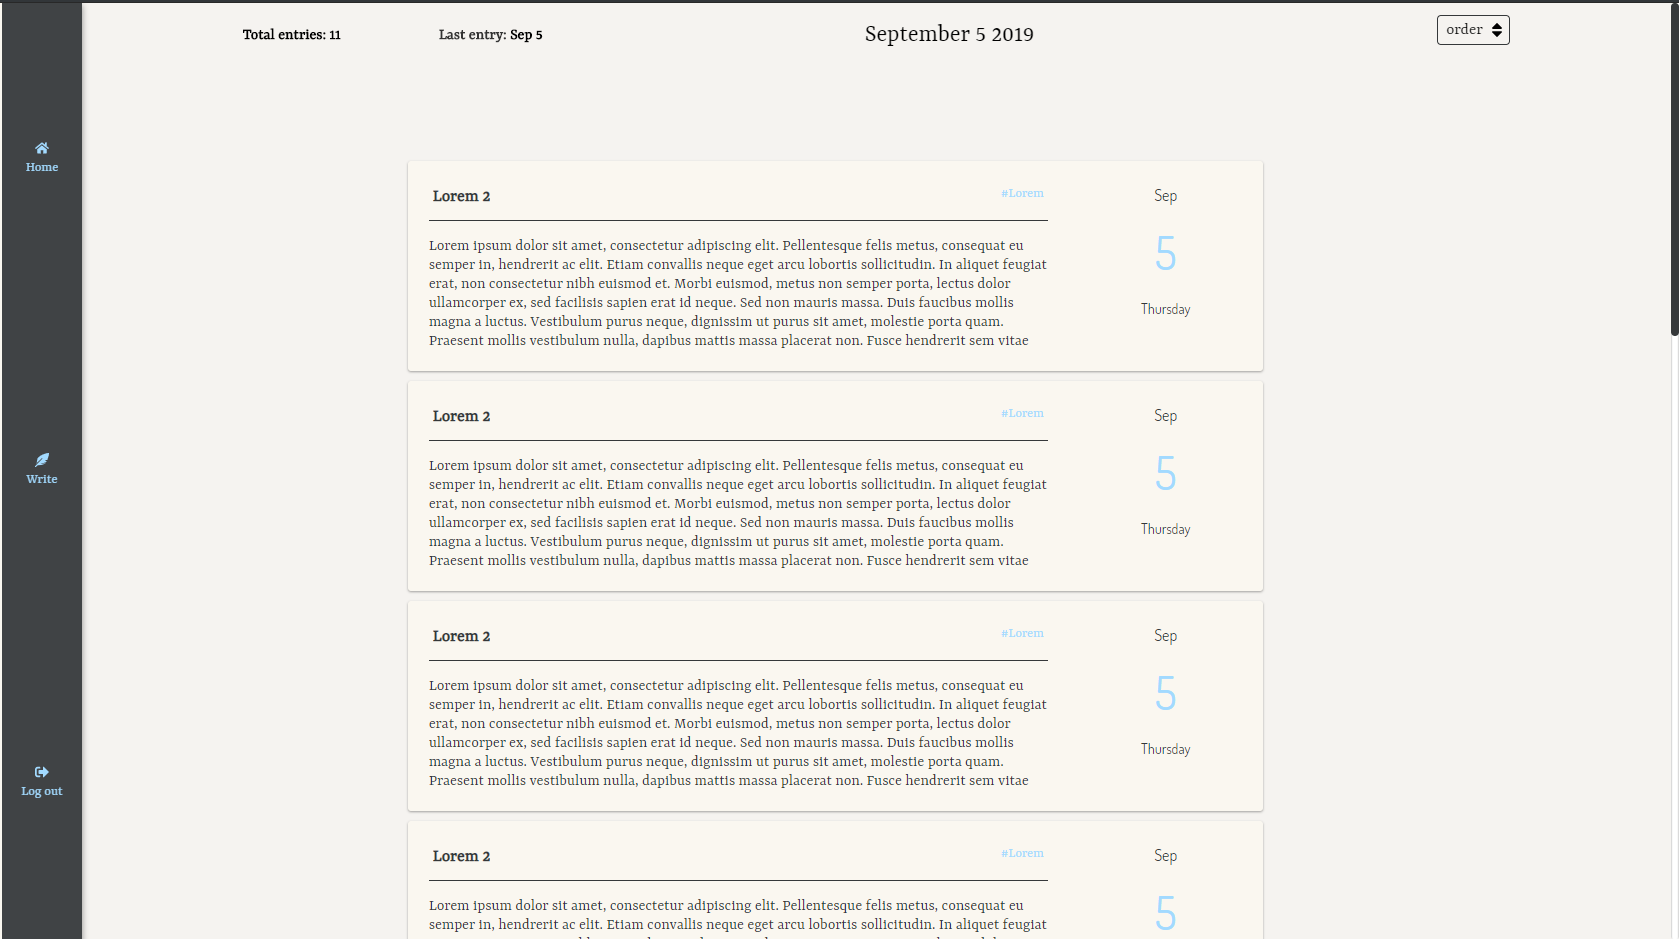 Total entries: 11
Last entry: Sep 5
September 5 2019
order
Home
Write
Log out
Lorem 2
#Lorem
Lorem ipsum dolor sit amet, consectetur adipiscing elit. Pellentesque felis metus, consequat eu
semper in, hendrerit ac elit. Etiam convallis neque eget arcu lobortis sollicitudin. In aliquet feugiat
erat, non consectetur nibh euismod et. Morbi euismod, metus non semper porta, lectus dolor
ullamcorper ex, sed facilisis sapien erat id neque. Sed non mauris massa. Duis faucibus mollis
magna a luctus. Vestibulum purus neque, dignissim ut purus sit amet, molestie porta quam.
Praesent mollis vestibulum nulla, dapibus mattis massa placerat non. Fusce hendrerit sem vitae
Sep
5
Thursday
Lorem 2
#Lorem
Lorem ipsum dolor sit amet, consectetur adipiscing elit. Pellentesque felis metus, consequat eu
semper in, hendrerit ac elit. Etiam convallis neque eget arcu lobortis sollicitudin. In aliquet feugiat
erat, non consectetur nibh euismod et. Morbi euismod, metus non semper porta, lectus dolor
ullamcorper ex, sed facilisis sapien erat id neque. Sed non mauris massa. Duis faucibus mollis
magna a luctus. Vestibulum purus neque, dignissim ut purus sit amet, molestie porta quam.
Praesent mollis vestibulum nulla, dapibus mattis massa placerat non. Fusce hendrerit sem vitae
Sep
5
Thursday
Lorem 2
#Lorem
Lorem ipsum dolor sit amet, consectetur adipiscing elit. Pellentesque felis metus, consequat eu
semper in, hendrerit ac elit. Etiam convallis neque eget arcu lobortis sollicitudin. In aliquet feugiat
erat, non consectetur nibh euismod et. Morbi euismod, metus non semper porta, lectus dolor
ullamcorper ex, sed facilisis sapien erat id neque. Sed non mauris massa. Duis faucibus mollis
magna a luctus. Vestibulum purus neque, dignissim ut purus sit amet, molestie porta quam.
Praesent mollis vestibulum nulla, dapibus mattis massa placerat non. Fusce hendrerit sem vitae
Sep
5
Thursday
Lorem 2
#Lorem
Lorem ipsum dolor sit amet, consectetur adipiscing elit. Pellentesque felis metus, consequat eu
semper in, hendrerit ac elit. Etiam convallis neque eget arcu lobortis sollicitudin. In aliquet feugiat
Sep
5